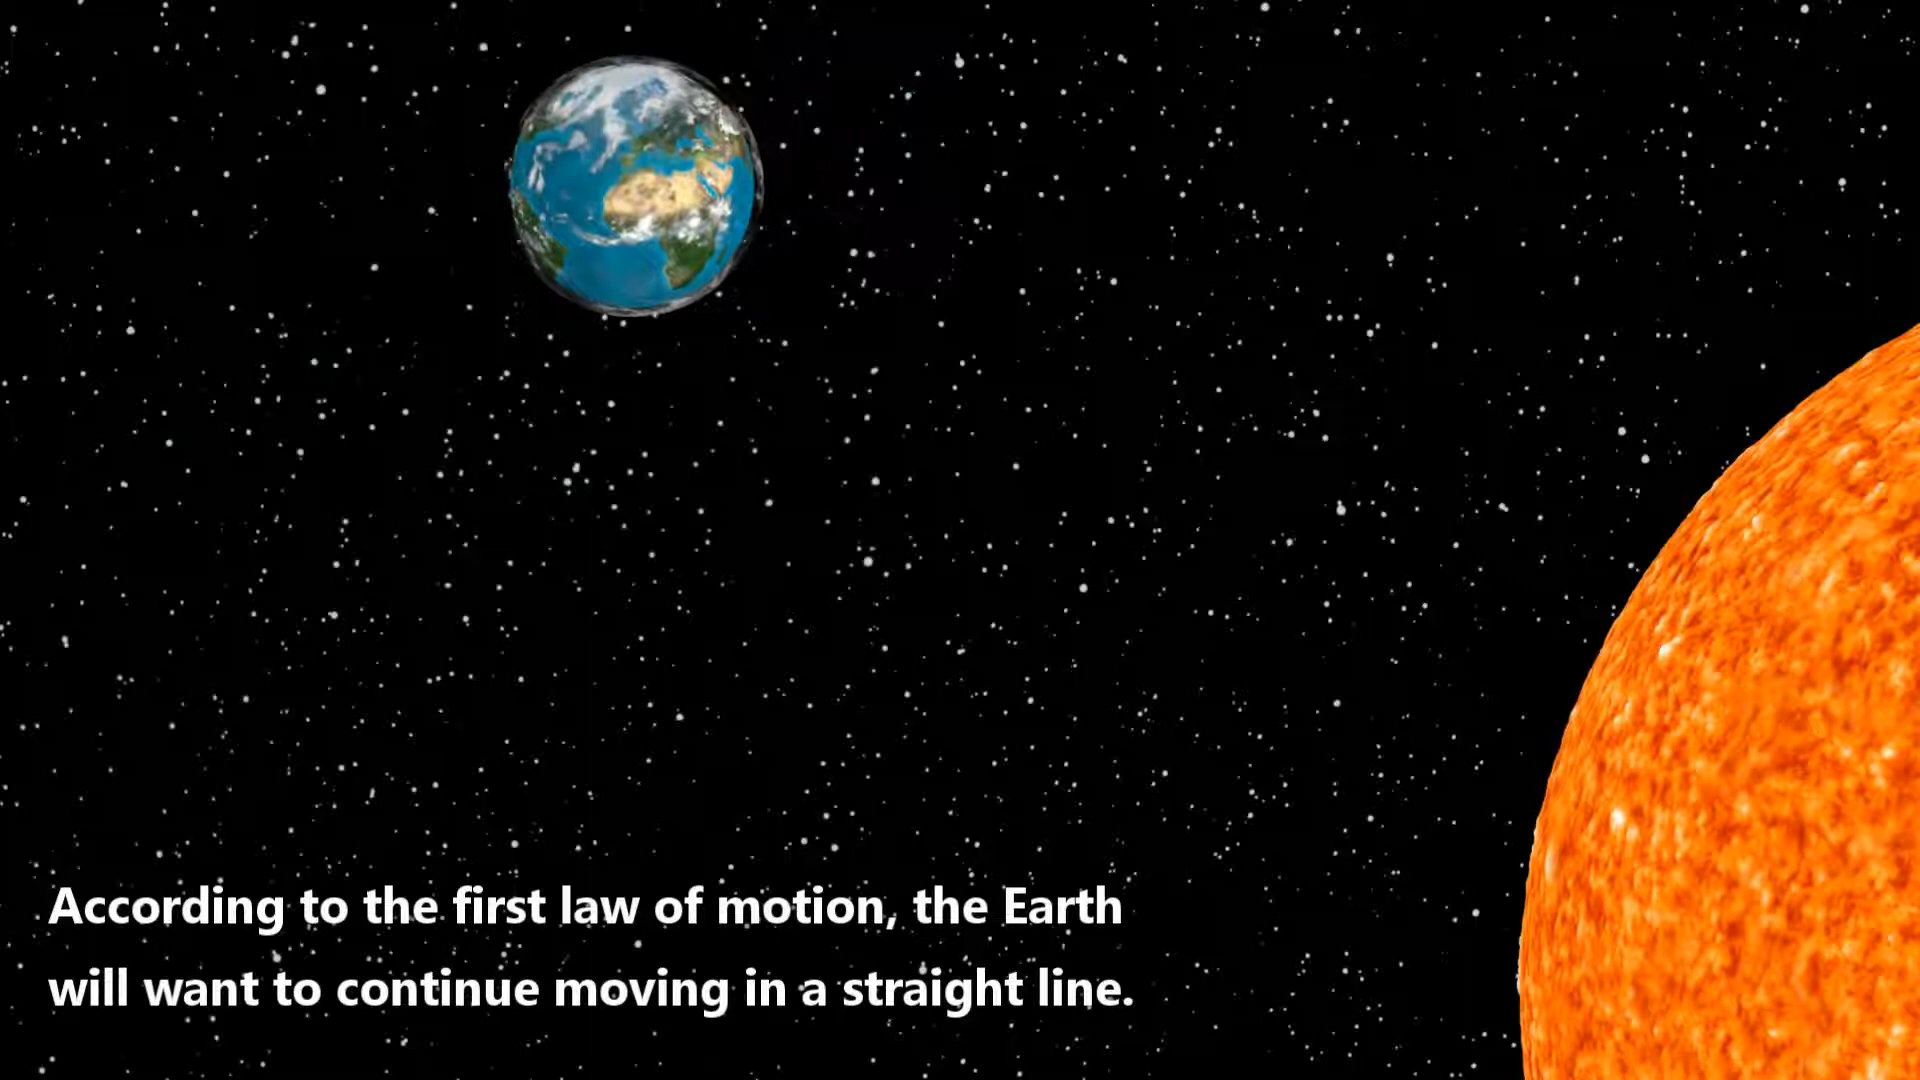 According to the first law of motion, the Earth
will want to continue moving in a straight line.